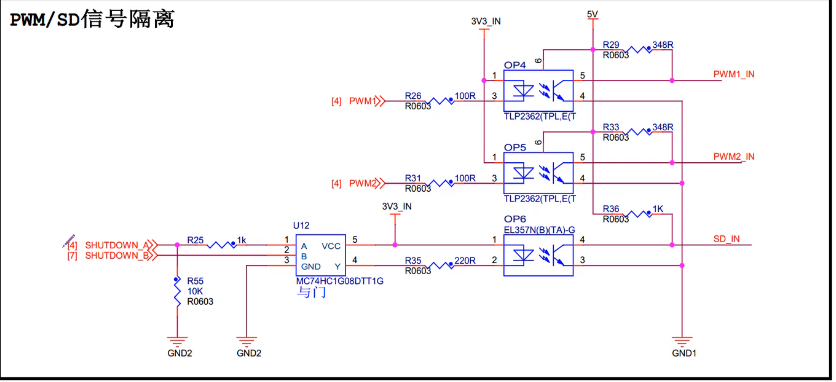 PWM/SD信号隔离
3V3_IN
5V
R29 348R
R0603
OP4
6
1
5
PWM1_IN
[4] PWM1
R26 100R
R0603
3
4
TLP2362(TPL,E(T
R33 348R
R0603
OP5
6
1
5
PWM2_IN
[4] PWM2
R31 100R
R0603
3
4
TLP2362(TPL,E(T
R36 1K
R0603
3V3_IN
OP6
EL357N(B)(TA)-G
U12
[4] SHUTDOWN_A
R25 1k
1 A VCC 5
1
4
SD_IN
[7] SHUTDOWN_B
2 B
3 GND Y 4
R35 220R
R0603
2
3
MC74HC1G08DTT1G
与门
R55
10K
R0603
GND2
GND2
GND1